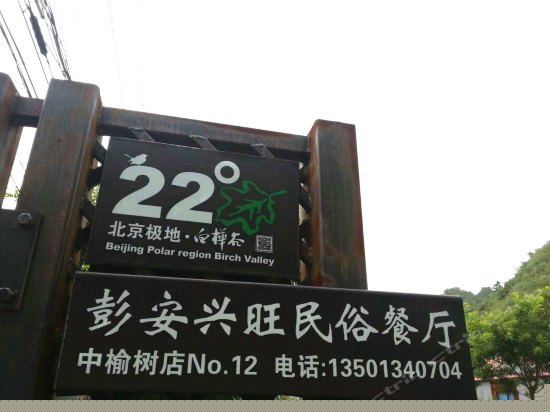 22°
北京极地·白桦谷
Beijing Polar region Birch Valley
彭安兴旺民俗餐厅
中榆树店No.12 电话:13501340704